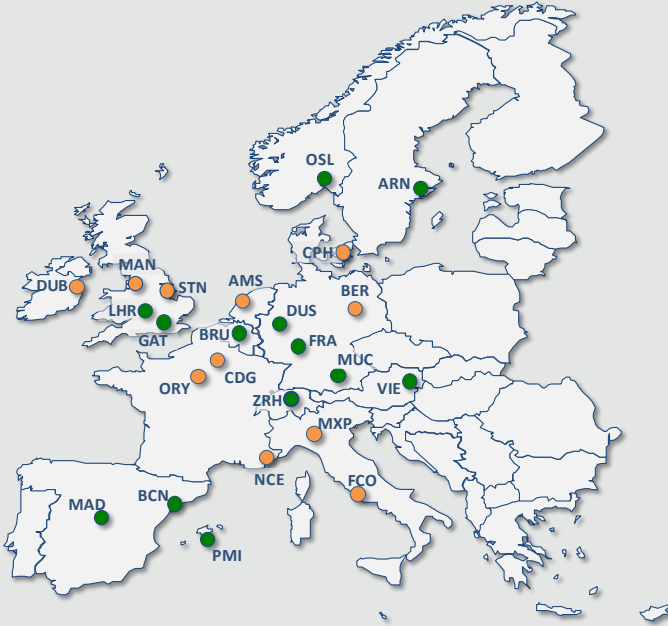 OSL
ARN
CPH
MAN
DUB
STN
AMS
BER
LHR
DUS
GAT
BRU
FRA
MUC
CDG
ORY
VIE
ZRH
MXP
NCE
FCO
BCN
MAD
PMI